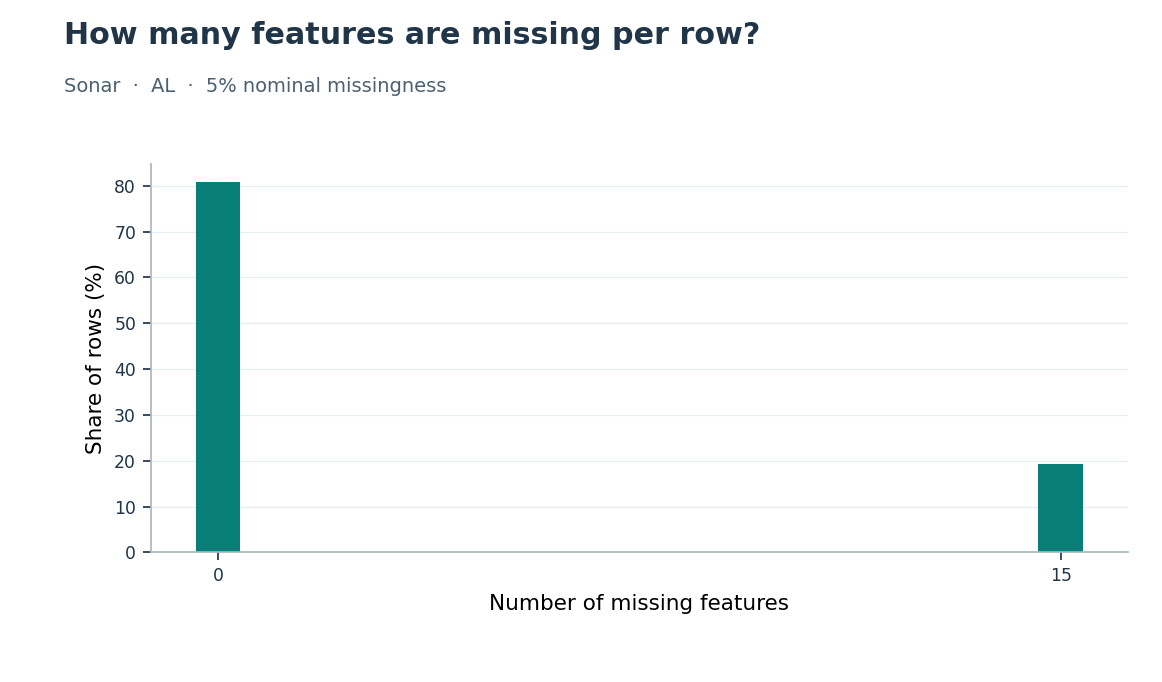 How many features are missing per row?
Sonar · AL · 5% nominal missingness
80
70
60
50
40
30
20
10
0
Share of rows (%)
0 15
Number of missing features